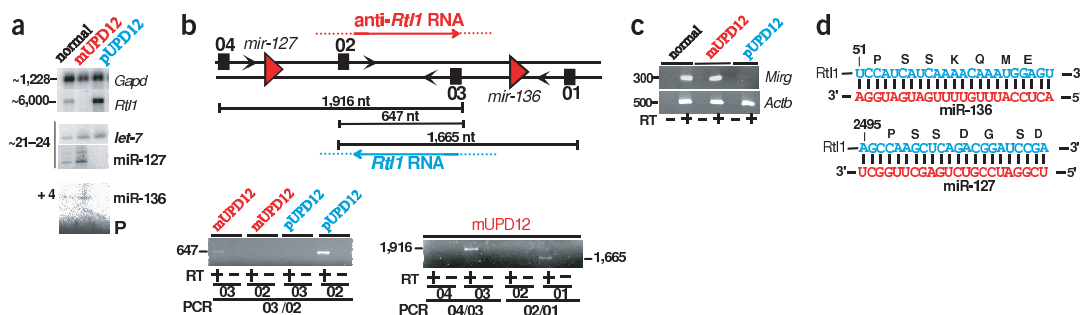 a
normal
mUPD12
pUPD12
~1,228
Gapd
~6,000
Rtl1
~21–24
let-7
miR-127
+ 4
miR-136
P
b
anti-Rtl1 RNA
04
mir-127
02
03
mir-136
01
1,916 nt
647 nt
1,665 nt
Rtl1 RNA
mUPD12
mUPD12
pUPD12
pUPD12
647
RT + – + – + – + –
03 02 03 02
PCR 03 /02
mUPD12
1,916
1,665
RT + – + – + – + –
04 03 02 01
PCR 04/03 02/01
c
normal
mUPD12
pUPD12
300
Mirg
500
Actb
RT – + – + – +
d
51
P S S K Q M E
Rtl1 UCCAUCAUCAAAACAAAUGGAGU 3'
3' AGGUAGUAGUUUUGUUUACCUCA 5'
miR-136
2495
P S S D G S D
Rtl1 AGCCAAGCUCAGACGGAUCCGA 3'
3' UCGGUUCGAGUCUGCCUAGGCU 5'
miR-127